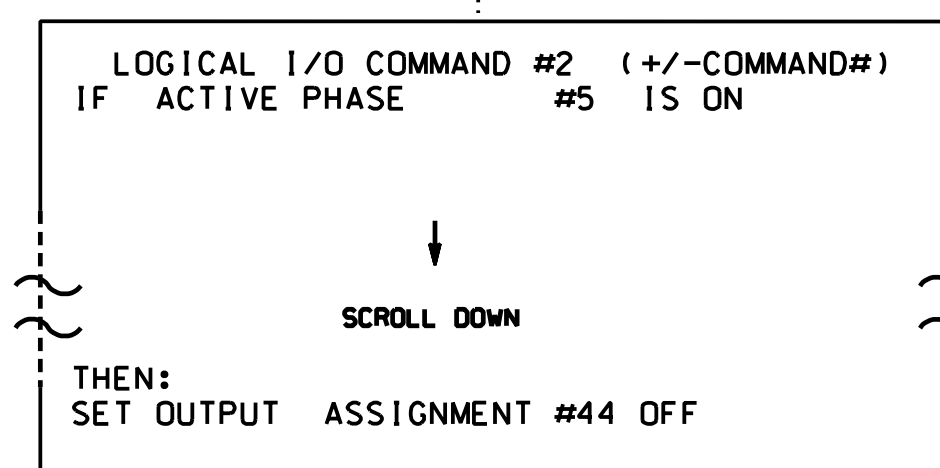 LOGICAL I/O COMMAND #2 (+/-COMMAND#)
IF ACTIVE PHASE #5 IS ON
SCROLL DOWN
THEN:
SET OUTPUT ASSIGNMENT #44 OFF